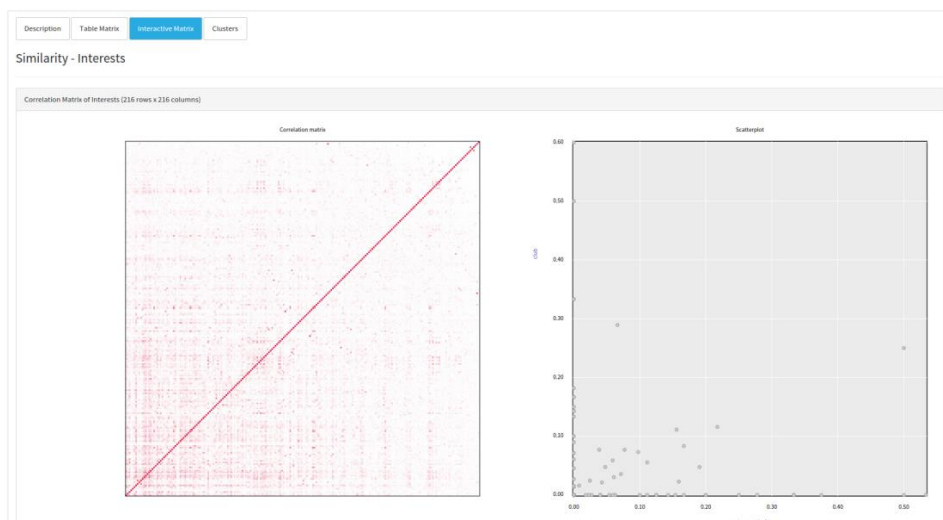 Description
Table Matrix
Interactive Matrix
Clusters
Similarity - Interests
Correlation Matrix of Interests (216 rows x 216 columns)
Correlation matrix
Scatterplot
0.60
0.50
0.40
club
0.30
0.20
0.10
0.00
0.00 0.10 0.20 0.30 0.40 0.50